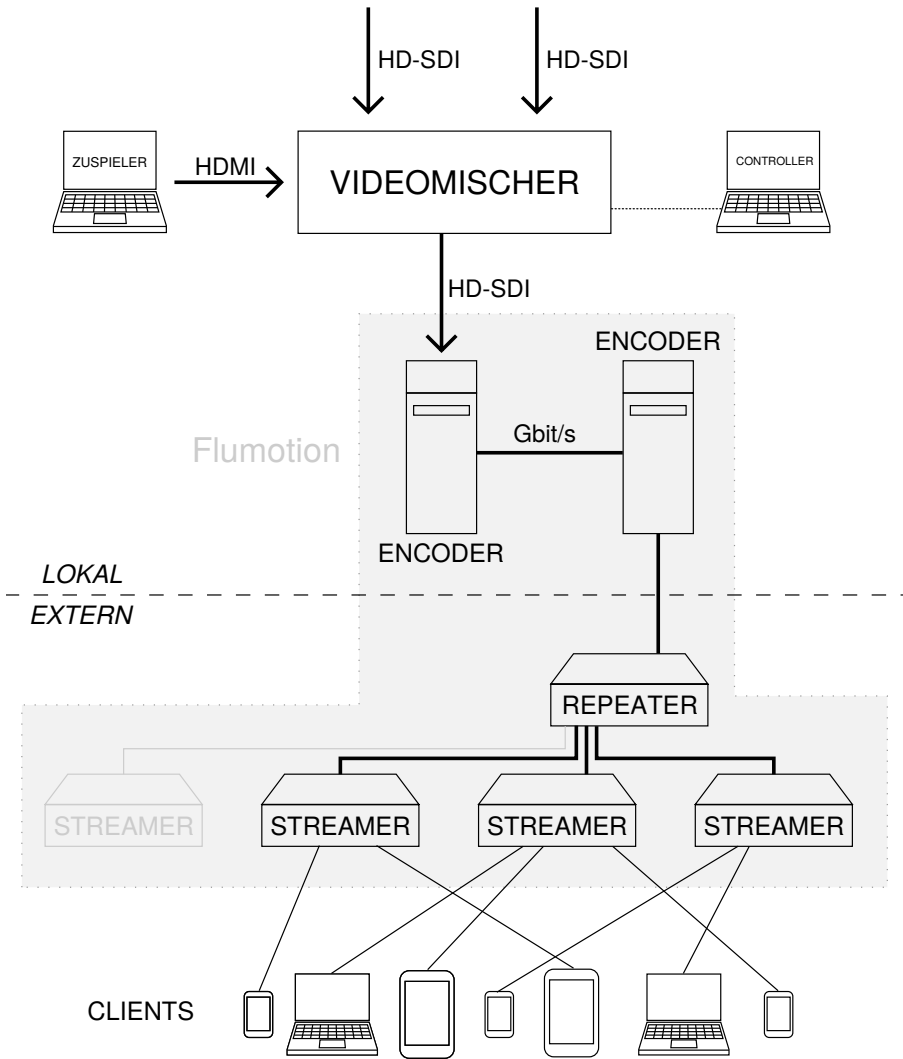 HD-SDI
HD-SDI
ZUSPIELER
HDMI
VIDEOMISCHER
CONTROLLER
HD-SDI
ENCODER
Gbit/s
Flumotion
ENCODER
LOKAL
EXTERN
REPEATER
STREAMER
STREAMER
STREAMER
STREAMER
CLIENTS